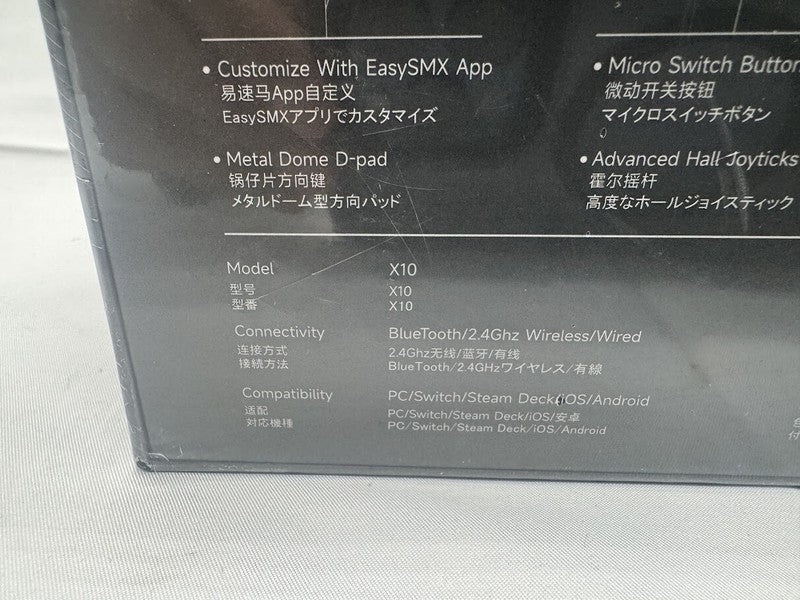 • Customize With EasySMX App
易速马App自定义
EasySMXアプリでカスタマイズ
• Micro Switch Button
微动开关按钮
マイクロスイッチボタン
• Metal Dome D-pad
锅仔片方向键
メタルドーム型方向パッド
• Advanced Hall Joyticks
霍尔摇杆
高度なホールジョイスティック
Model X10
型号 X10
型番 X10
Connectivity BlueTooth/2.4Ghz Wireless/Wired
连接方式 2.4Ghz无线/蓝牙/有线
接続方法 BlueTooth/2.4GHzワイヤレス/有線
Compatibility PC/Switch/Steam Deck/iOS/Android
适配 PC/Switch/Steam Deck/iOS/安卓
対応機種 PC/Switch/Steam Deck/iOS/Android
付